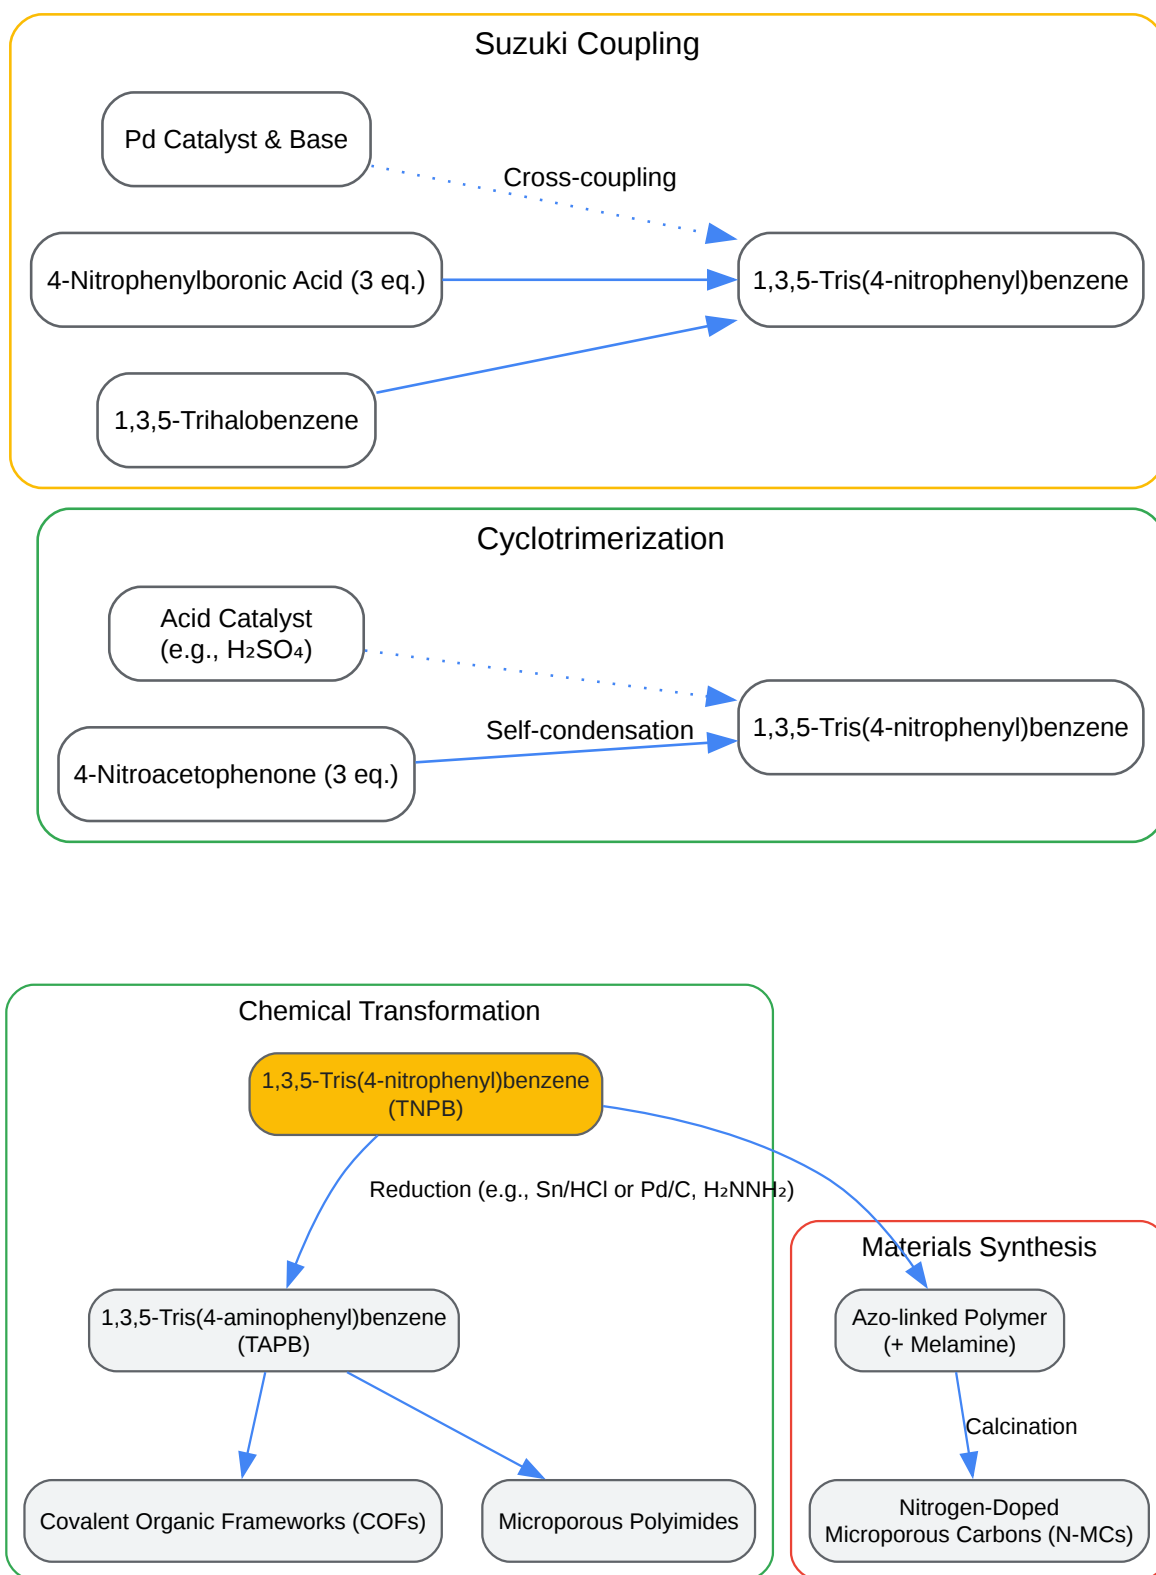 Suzuki Coupling
Pd Catalyst & Base
Cross-coupling
4-Nitrophenylboronic Acid (3 eq.)
1,3,5-Tris(4-nitrophenyl)benzene
1,3,5-Trihalobenzene
Cyclotrimerization
Acid Catalyst
(e.g., H₂SO₄)
1,3,5-Tris(4-nitrophenyl)benzene
Self-condensation
4-Nitroacetophenone (3 eq.)
Chemical Transformation
1,3,5-Tris(4-nitrophenyl)benzene
(TNPB)
Reduction (e.g., Sn/HCl or Pd/C, H₂NNH₂)
Materials Synthesis
1,3,5-Tris(4-aminophenyl)benzene
(TAPB)
Azo-linked Polymer
(+ Melamine)
Calcination
Covalent Organic Frameworks (COFs)
Microporous Polyimides
Nitrogen-Doped
Microporous Carbons (N-MCs)